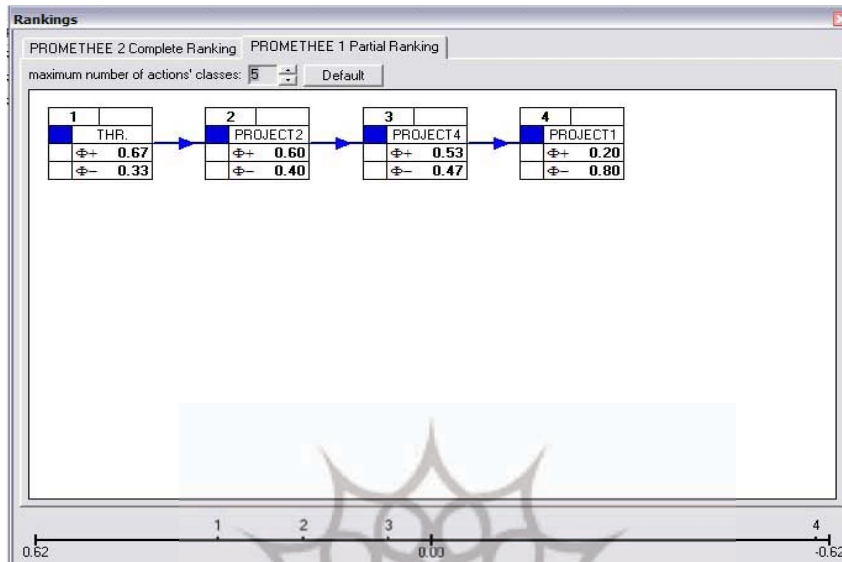 Rankings
PROMETHEE 2 Complete Ranking PROMETHEE 1 Partial Ranking
maximum number of actions' classes: 5 Default
1 2 3 4
THR. PROJECT2 PROJECT4 PROJECT1
Φ+ 0.67 Φ+ 0.60 Φ+ 0.53 Φ+ 0.20
Φ− 0.33 Φ− 0.40 Φ− 0.47 Φ− 0.80
1 2 3 4
0.62 0.00 -0.62